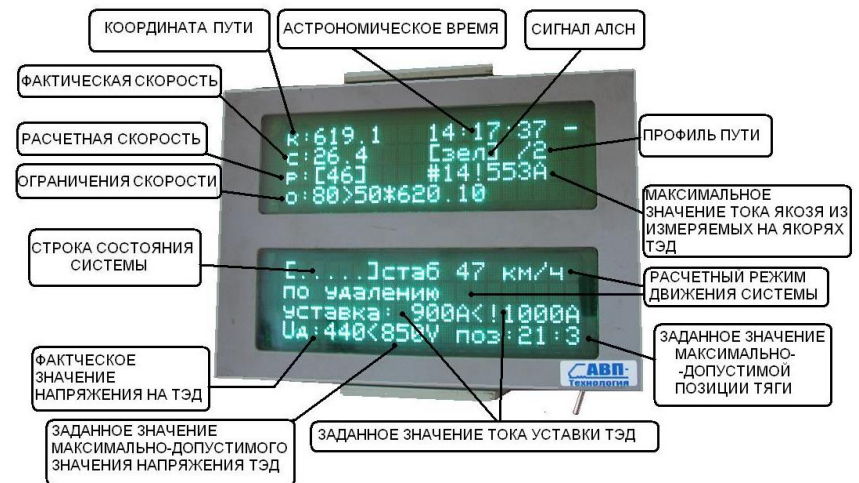 КООРДИНАТА ПУТИ
АСТРОНОМИЧЕСКОЕ ВРЕМЯ
СИГНАЛ АЛСН
ФАКТИЧЕСКАЯ СКОРОСТЬ
РАСЧЕТНАЯ СКОРОСТЬ
ОГРАНИЧЕНИЯ СКОРОСТИ
ПРОФИЛЬ ПУТИ
МАКСИМАЛЬНОЕ
ЗНАЧЕНИЕ ТОКА ЯКОЗЯ ИЗ
ИЗМЕРЯЕМЫХ НА ЯКОРЯХ
ТЭД
к:619.1 14:17:37 -
с:26.4 [зел] /2
р:[46] #14!553А
о:80>50*620.10
СТРОКА СОСТОЯНИЯ
СИСТЕМЫ
[.....]стаб 47 км/ч
по удалению
уставка: 900А<!1000А
Uд:440<850V поз:21:3
РАСЧЕТНЫЙ РЕЖИМ
ДВИЖЕНИЯ СИСТЕМЫ
ЗАДАННОЕ ЗНАЧЕНИЕ
МАКСИМАЛЬНО-
-ДОПУСТИМОЙ
ПОЗИЦИИ ТЯГИ
АВП-
Технология
ФАКТЧЕСКОЕ
ЗНАЧЕНИЕ
НАПРЯЖЕНИЯ НА ТЭД
ЗАДАННОЕ ЗНАЧЕНИЕ
МАКСИМАЛЬНО-ДОПУСТИМОГО
ЗНАЧЕНИЯ НАПРЯЖЕНИЯ ТЭД
ЗАДАННОЕ ЗНАЧЕНИЕ ТОКА УСТАВКИ ТЭД